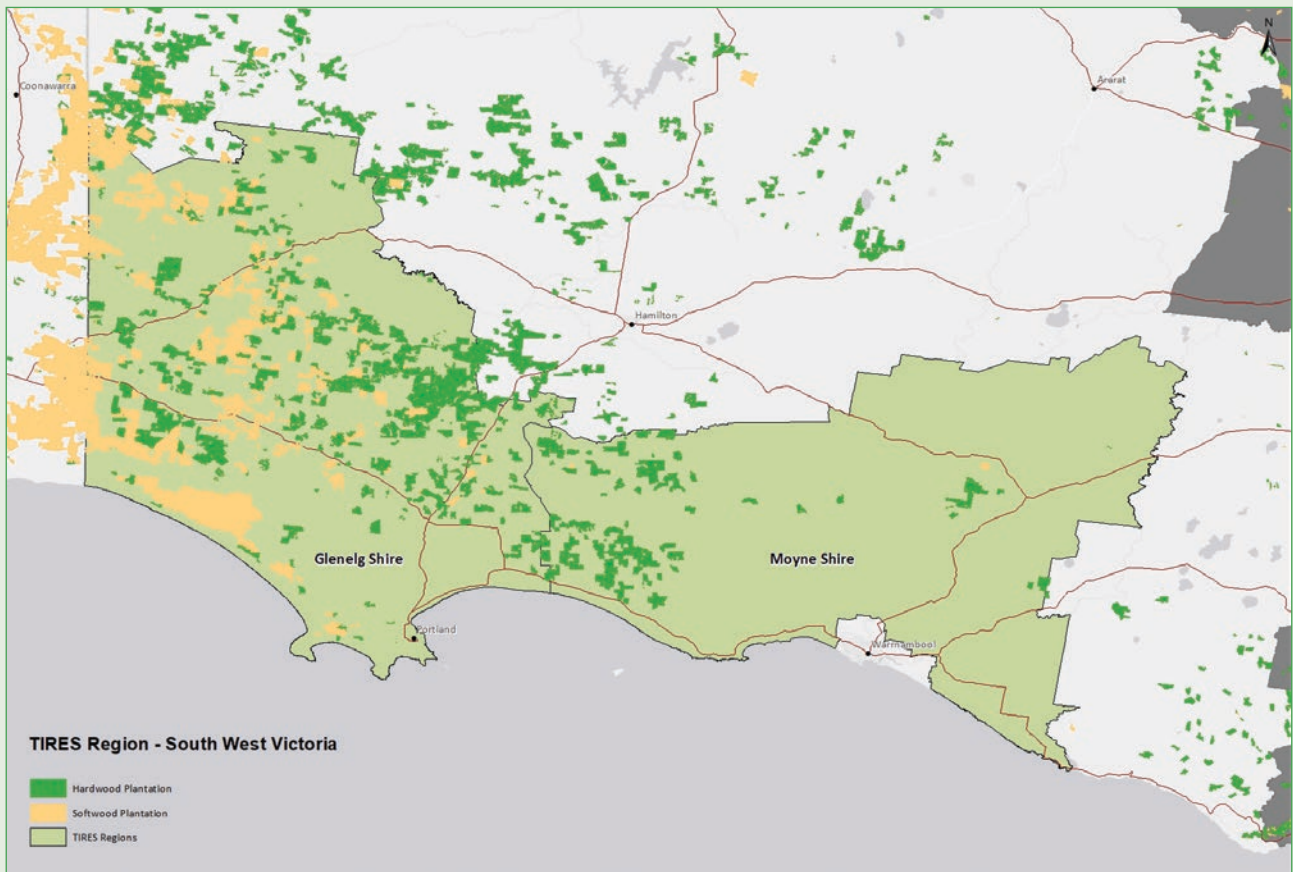 N
Coonawarra
Ararat
Hamilton
Glenelg Shire
Moyne Shire
Portland
Warrnambool
TIRES Region - South West Victoria
Hardwood Plantation
Softwood Plantation
TIRES Regions